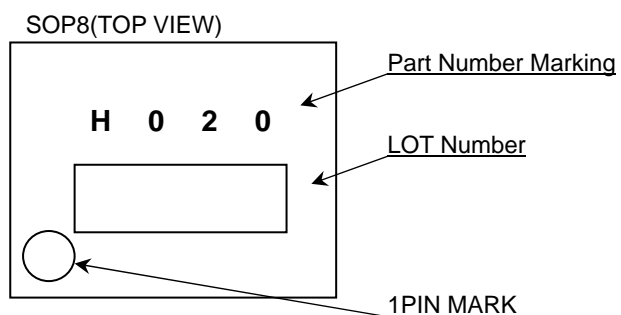 SOP8(TOP VIEW)
Part Number Marking
H 0 2 0
LOT Number
1PIN MARK